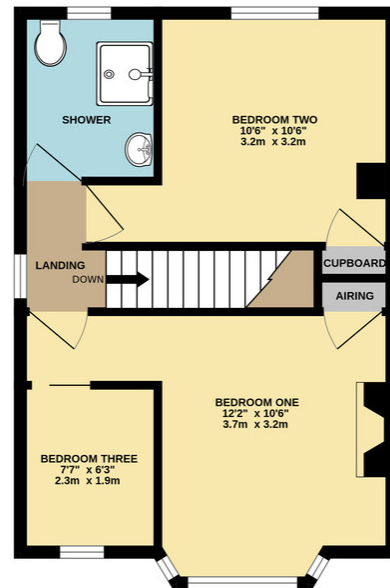 SHOWER
BEDROOM TWO
10'6" x 10'6"
3.2m x 3.2m
LANDING
DOWN
CUPBOARD
AIRING
BEDROOM ONE
12'2" x 10'6"
3.7m x 3.2m
BEDROOM THREE
7'7" x 6'3"
2.3m x 1.9m